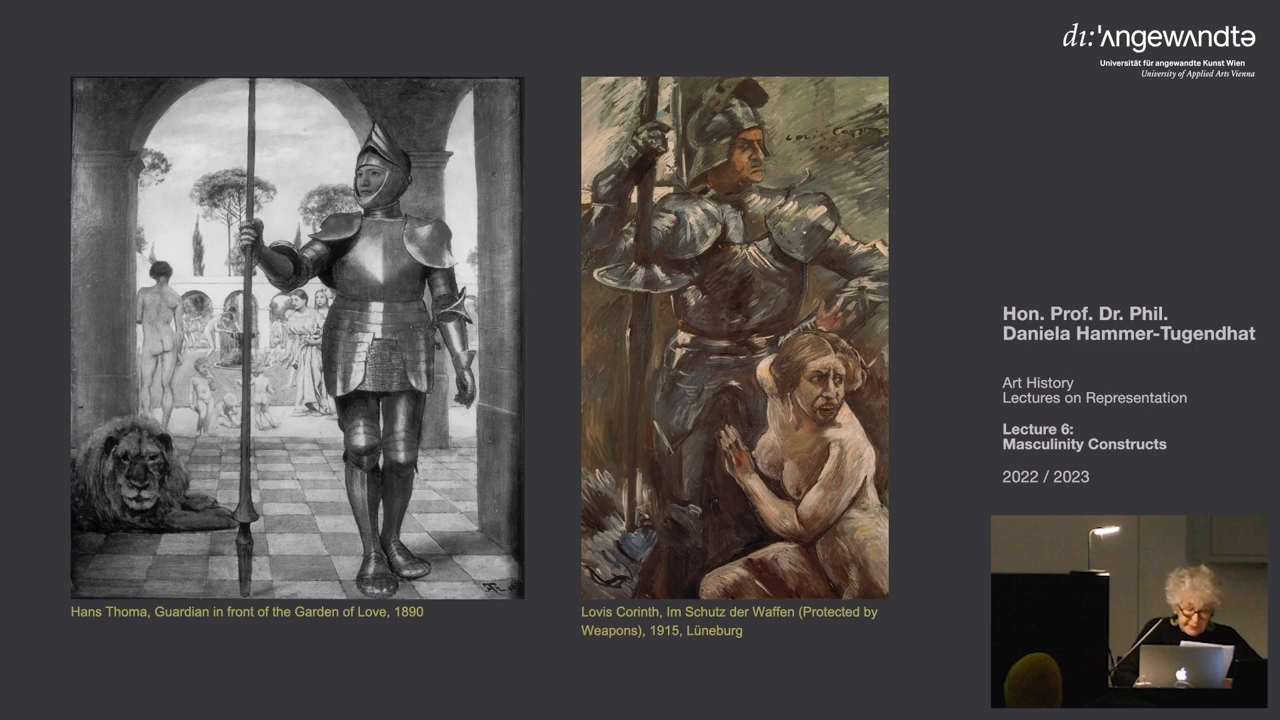 dı:'ʌngewʌndtə
Universität für angewandte Kunst Wien
University of Applied Arts Vienna
Louis Corinth
Hon. Prof. Dr. Phil.
Daniela Hammer-Tugendhat
Art History
Lectures on Representation
Lecture 6:
Masculinity Constructs
2022 / 2023
Hans Thoma, Guardian in front of the Garden of Love, 1890
Lovis Corinth, Im Schutz der Waffen (Protected by
Weapons), 1915, Lüneburg